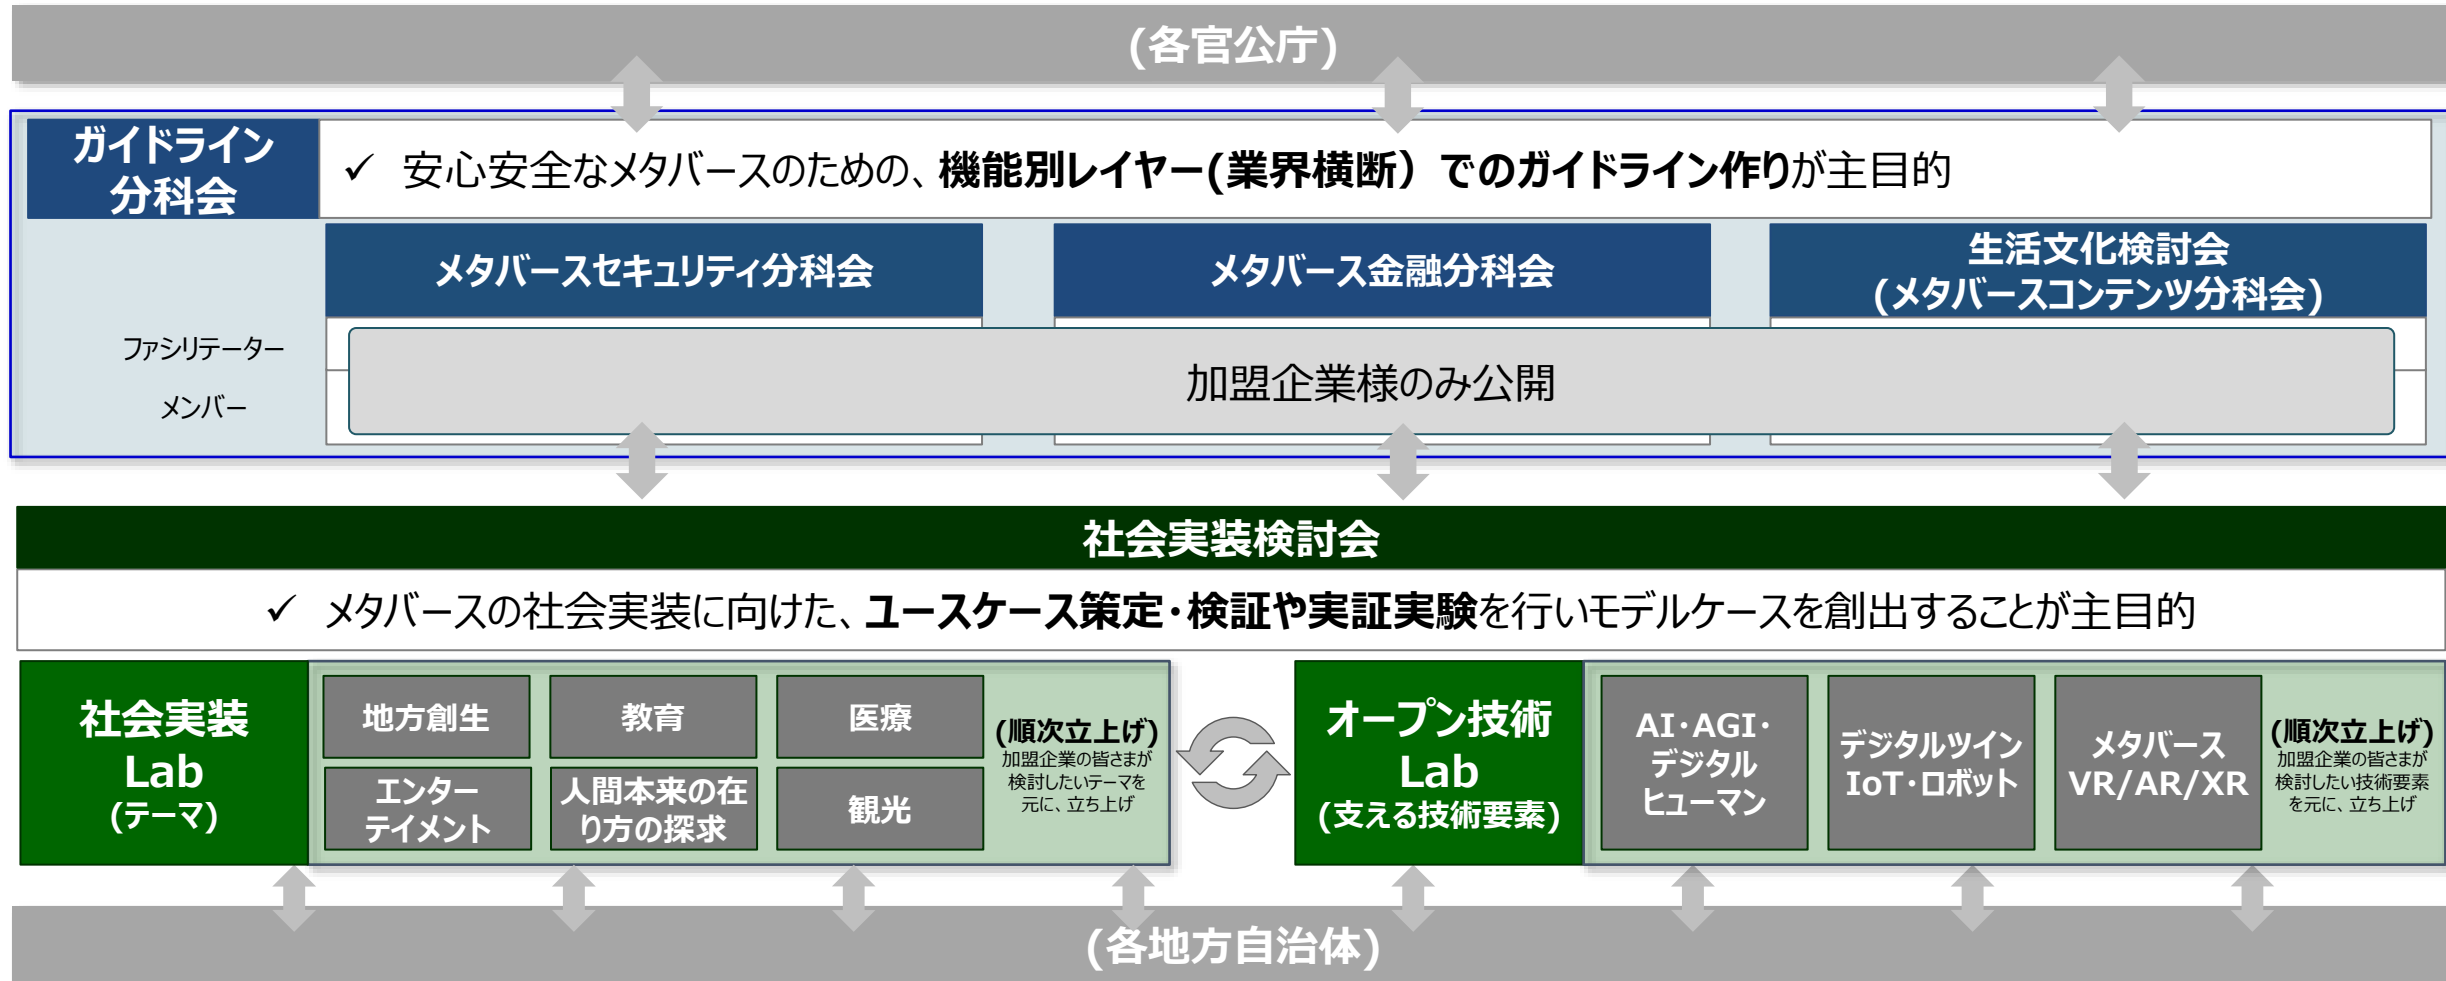 (各官公庁)
ガイドライン
分科会
✓ 安心安全なメタバースのための、機能別レイヤー(業界横断）でのガイドライン作りが主目的
メタバースセキュリティ分科会
メタバース金融分科会
生活文化検討会
(メタバースコンテンツ分科会)
ファシリテーター
メンバー
加盟企業様のみ公開
社会実装検討会
✓ メタバースの社会実装に向けた、ユースケース策定・検証や実証実験を行いモデルケースを創出することが主目的
社会実装
Lab
(テーマ)
地方創生
教育
医療
エンター
テイメント
人間本来の在
り方の探求
観光
(順次立上げ)
加盟企業の皆さまが
検討したいテーマを
元に、立ち上げ
オープン技術
Lab
(支える技術要素)
AI・AGI・
デジタル
ヒューマン
デジタルツイン
IoT・ロボット
メタバース
VR/AR/XR
(順次立上げ)
加盟企業の皆さまが
検討したい技術要素
を元に、立ち上げ
(各地方自治体)